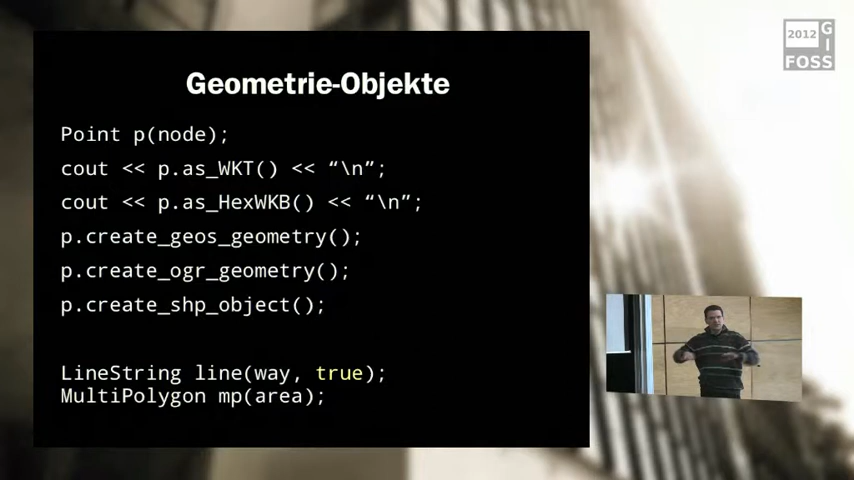 2012 G
I
FOSS
Geometrie-Objekte
Point p(node);
cout << p.as_WKT() << “\n”;
cout << p.as_HexWKB() << “\n”;
p.create_geos_geometry();
p.create_ogr_geometry();
p.create_shp_object();
LineString line(way, true);
MultiPolygon mp(area);